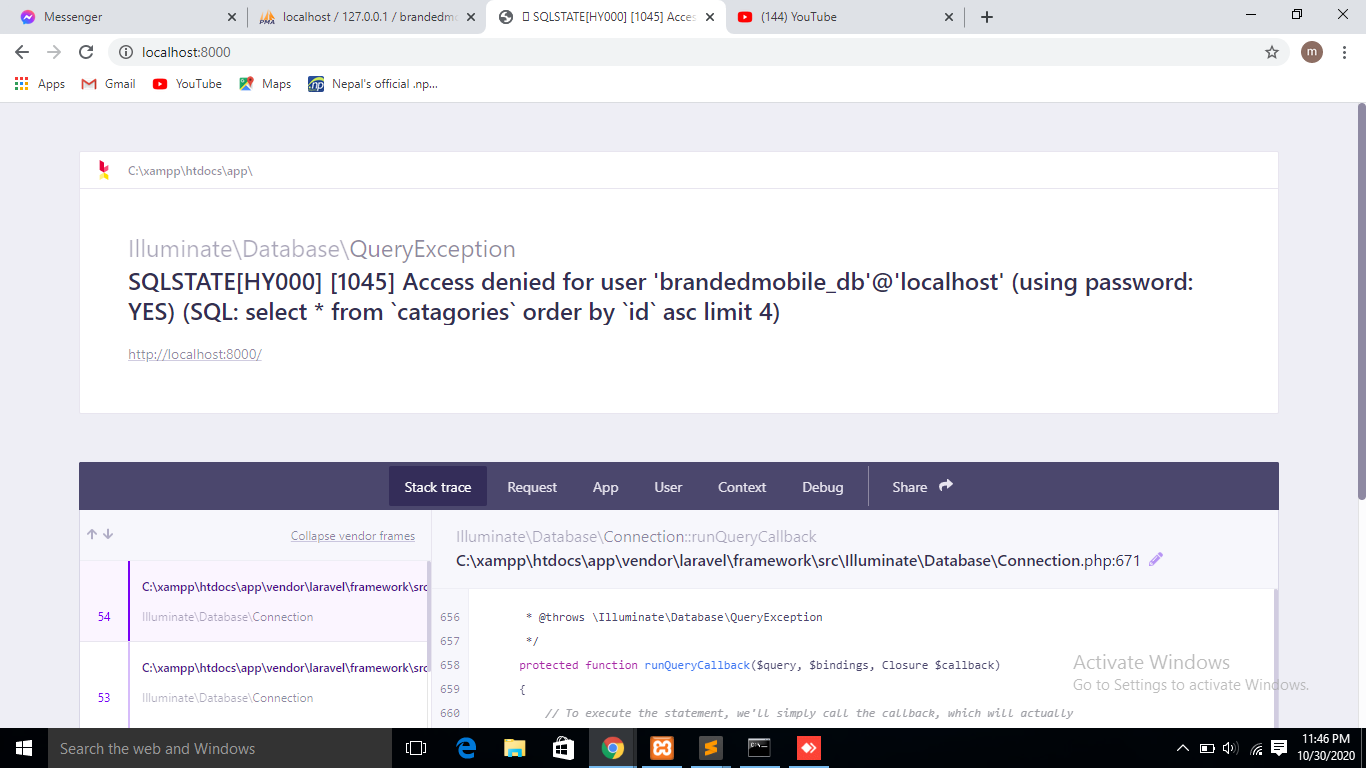 Messenger
localhost / 127.0.0.1 / brandedmo
SQLSTATE[HY000] [1045] Acces
(144) YouTube
localhost:8000
m
Apps
Gmail
YouTube
Maps
Nepal's official .np...
C:\xampp\htdocs\app\
Illuminate\Database\QueryException
SQLSTATE[HY000] [1045] Access denied for user 'brandedmobile_db'@'localhost' (using password:
YES) (SQL: select * from `catagories` order by `id` asc limit 4)
http://localhost:8000/
Stack trace
Request
App
User
Context
Debug
Share
Collapse vendor frames
C:\xampp\htdocs\app\vendor\laravel\framework\src
54
Illuminate\Database\Connection
C:\xampp\htdocs\app\vendor\laravel\framework\src
53
Illuminate\Database\Connection
Illuminate\Database\Connection::runQueryCallback
C:\xampp\htdocs\app\vendor\laravel\framework\src\Illuminate\Database\Connection.php:671
656 * @throws \Illuminate\Database\QueryException
657 */
658 protected function runQueryCallback($query, $bindings, Closure $callback)
659 {
660 // To execute the statement, we'll simply call the callback, which will actually
Activate Windows
Go to Settings to activate Windows.
Search the web and Windows
11:46 PM
10/30/2020